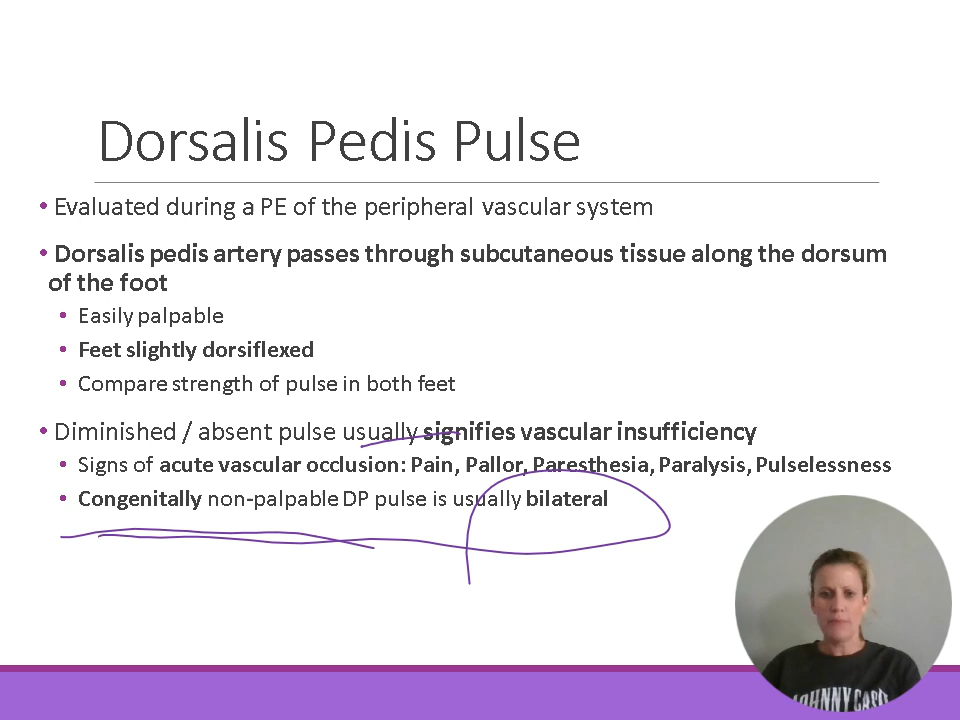 Dorsalis Pedis Pulse
• Evaluated during a PE of the peripheral vascular system
• Dorsalis pedis artery passes through subcutaneous tissue along the dorsum
of the foot
• Easily palpable
• Feet slightly dorsiflexed
• Compare strength of pulse in both feet
• Diminished / absent pulse usually signifies vascular insufficiency
• Signs of acute vascular occlusion: Pain, Pallor, Paresthesia, Paralysis, Pulselessness
• Congenitally non-palpable DP pulse is usually bilateral
JOHNNY CASH